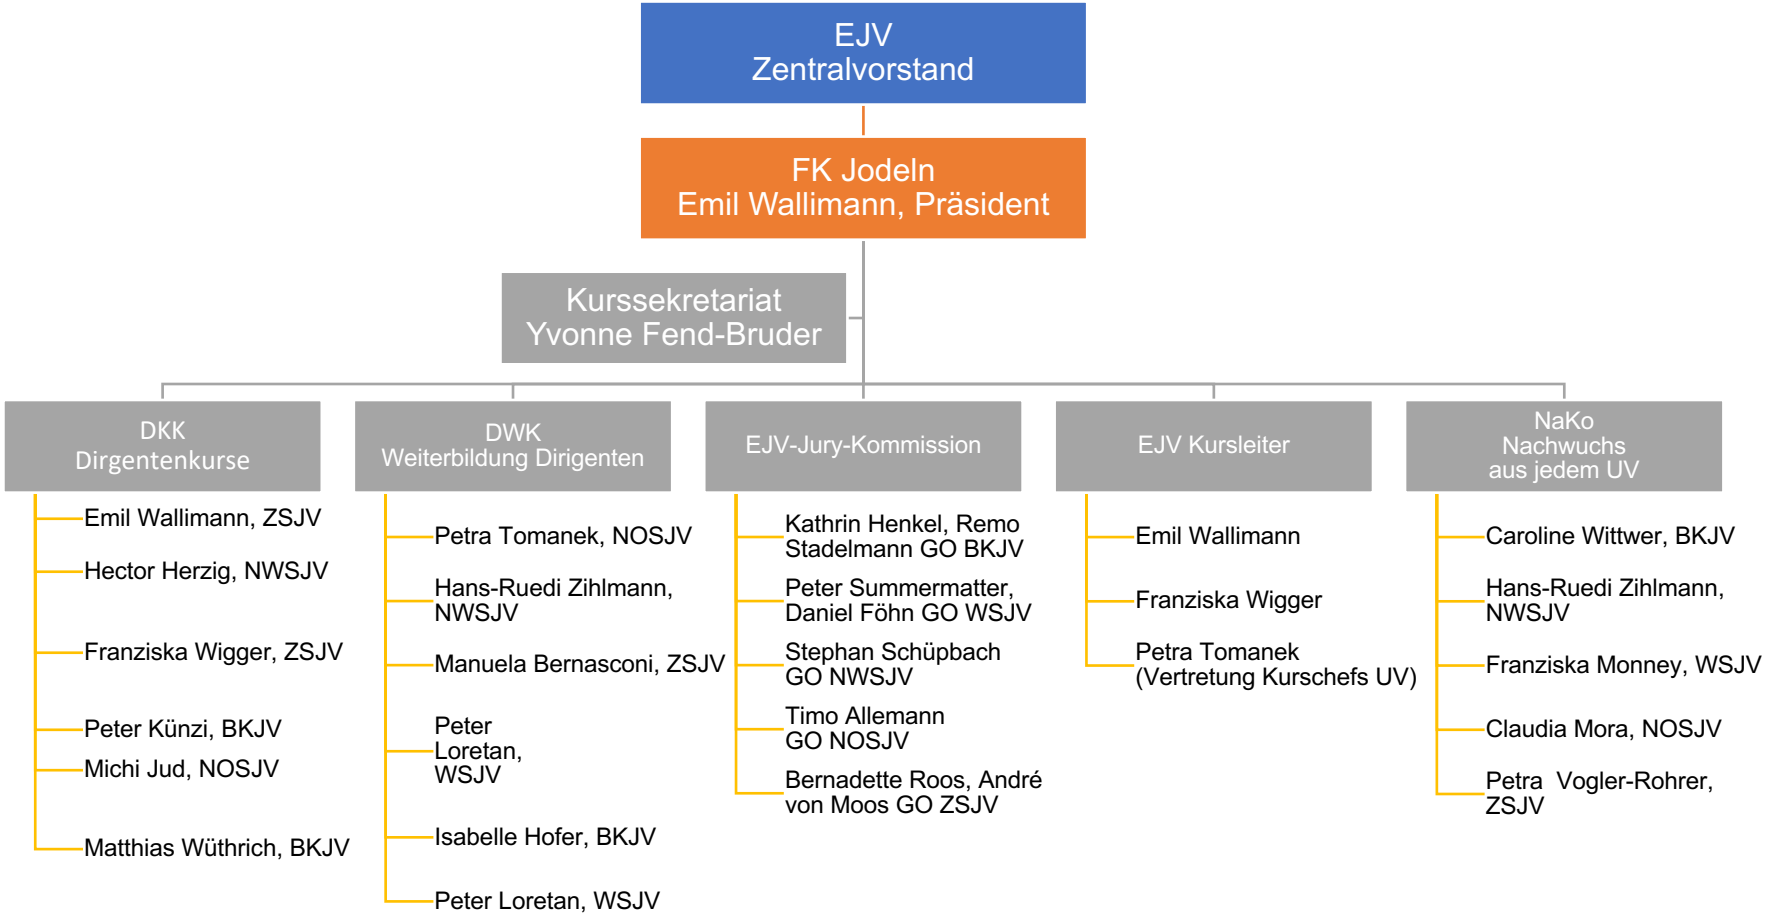 EJV
Zentralvorstand
FK Jodeln
Emil Wallimann, Präsident
Kurssekretariat
Yvonne Fend-Bruder
DKK
Dirgentenkurse
Emil Wallimann, ZSJV
Hector Herzig, NWSJV
Franziska Wigger, ZSJV
Peter Künzi, BKJV
Michi Jud, NOSJV
Matthias Wüthrich, BKJV
DWK
Weiterbildung Dirigenten
Petra Tomanek, NOSJV
Hans-Ruedi Zihlmann,
NWSJV
Manuela Bernasconi, ZSJV
Peter
Loretan,
WSJV
Isabelle Hofer, BKJV
Peter Loretan, WSJV
EJV-Jury-Kommission
Kathrin Henkel, Remo
Stadelmann GO BKJV
Peter Summermatter,
Daniel Föhn GO WSJV
Stephan Schüpbach
GO NWSJV
Timo Allemann
GO NOSJV
Bernadette Roos, André
von Moos GO ZSJV
EJV Kursleiter
Emil Wallimann
Franziska Wigger
Petra Tomanek
(Vertretung Kurschefs UV)
NaKo
Nachwuchs
aus jedem UV
Caroline Wittwer, BKJV
Hans-Ruedi Zihlmann,
NWSJV
Franziska Monney, WSJV
Claudia Mora, NOSJV
Petra  Vogler-Rohrer,
ZSJV